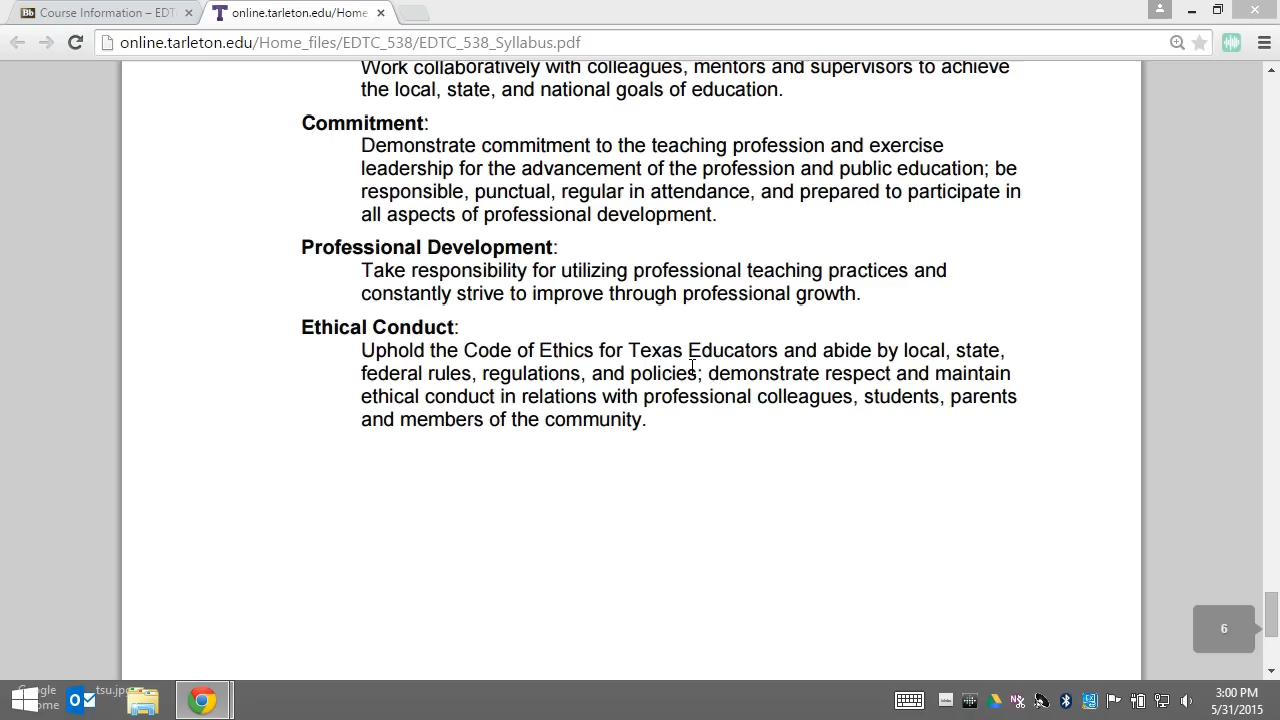 Course Information – EDT
online.tarleton.edu/Home
online.tarleton.edu/Home_files/EDTC_538/EDTC_538_Syllabus.pdf
Work collaboratively with colleagues, mentors and supervisors to achieve
the local, state, and national goals of education.
Commitment:
Demonstrate commitment to the teaching profession and exercise
leadership for the advancement of the profession and public education; be
responsible, punctual, regular in attendance, and prepared to participate in
all aspects of professional development.
Professional Development:
Take responsibility for utilizing professional teaching practices and
constantly strive to improve through professional growth.
Ethical Conduct:
Uphold the Code of Ethics for Texas Educators and abide by local, state,
federal rules, regulations, and policies; demonstrate respect and maintain
ethical conduct in relations with professional colleagues, students, parents
and members of the community.
6
3:00 PM
5/31/2015